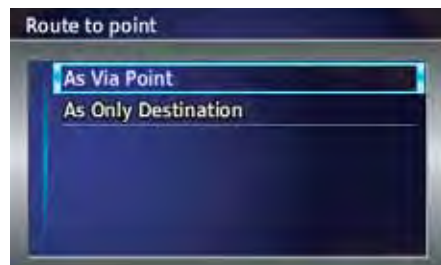 Route to point
As Via Point
As Only Destination